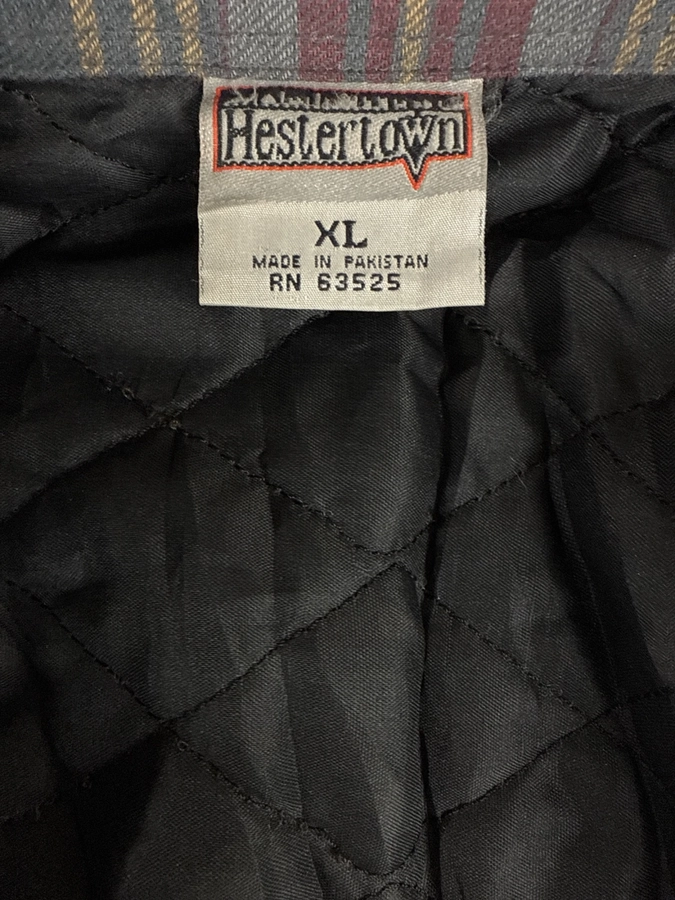 Hestertown
XL
MADE IN PAKISTAN
RN 63525